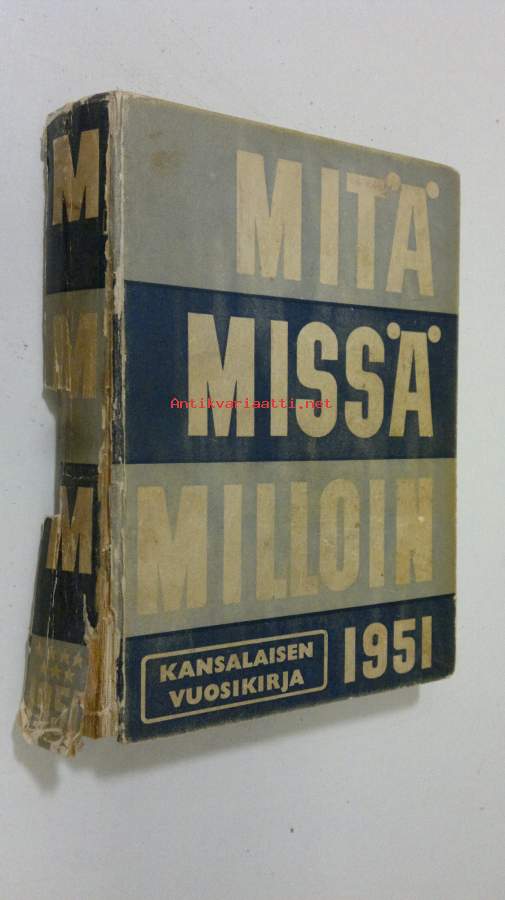 M
M
M
MITÄ
MISSÄ
MILLOIN
KANSALAISEN
VUOSIKIRJA
1951
Antikvariaatti.net